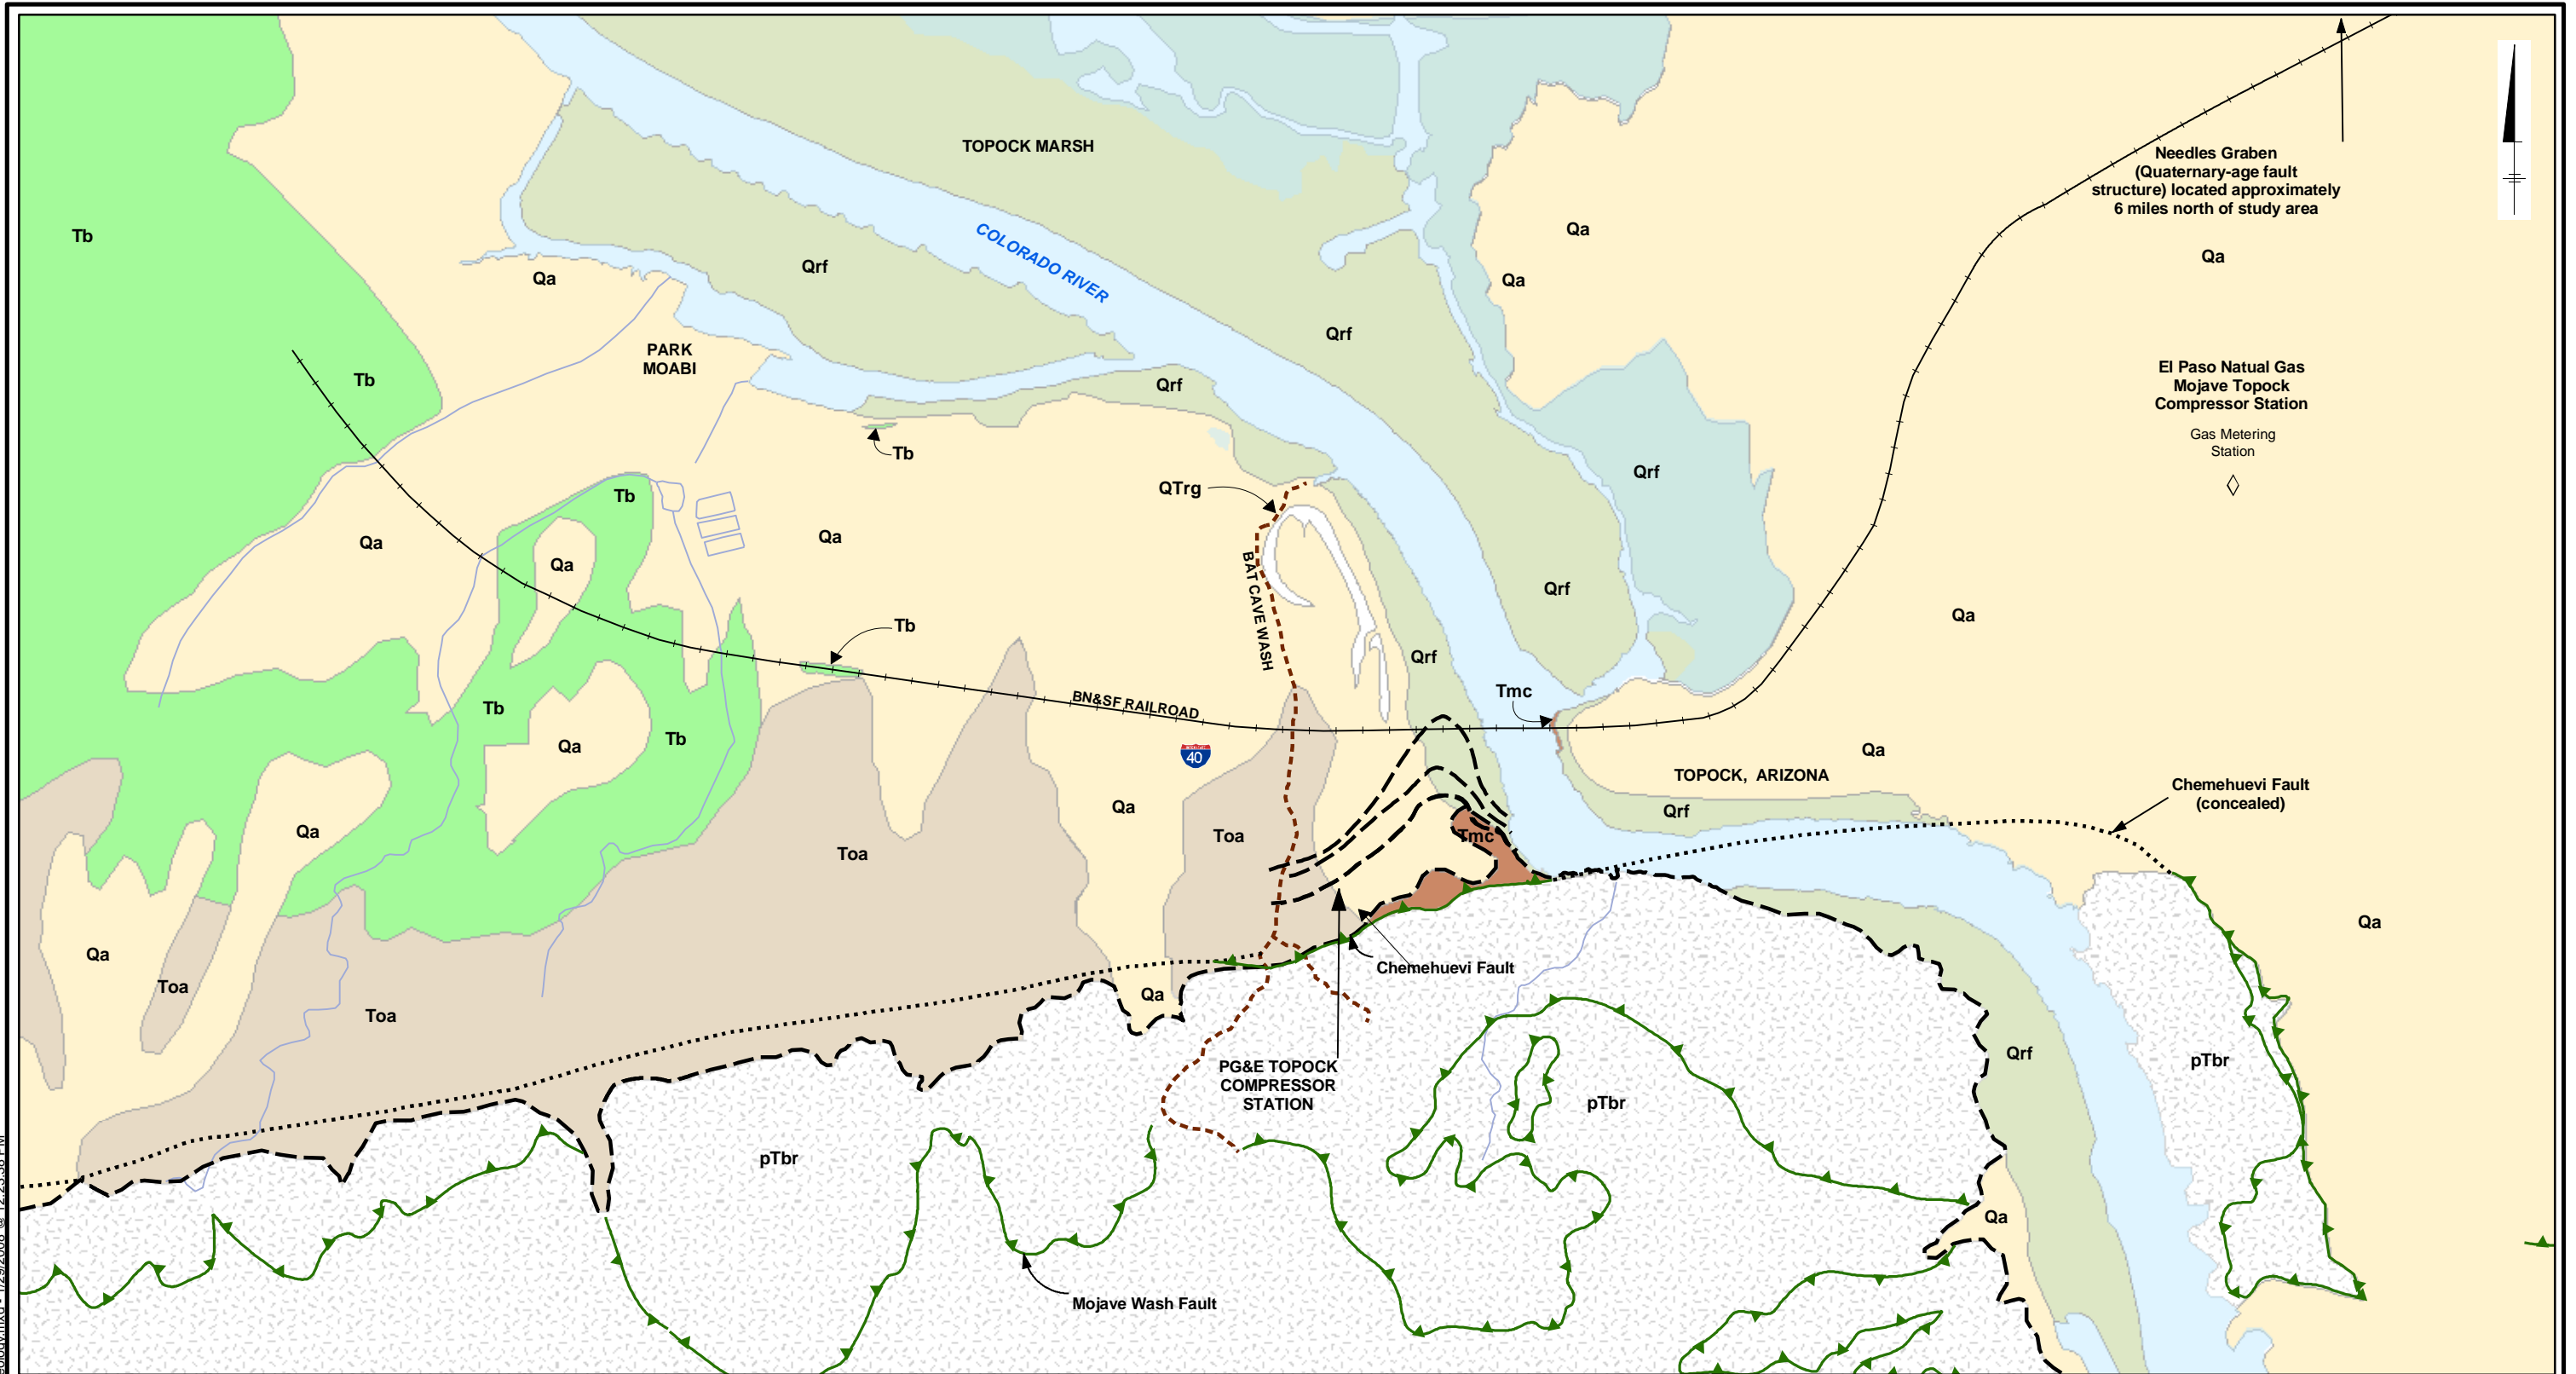 TOPOCK MARSH
Needles Graben
(Quaternary-age fault
structure) located approximately
6 miles north of study area
Qa
Tb
Qa
COLORADO RIVER
Qa
Qrf
Qa
Qrf
PARK
MOABI
Tb
Qrf
El Paso Natual Gas
Mojave Topock
Compressor Station
Gas Metering
Station
Tb
Qrf
QTrg
Tb
Qa
Qa
Qa
BAT CAVE WASH
Qrf
Qa
Tb
Qrf
Tmc
BN&SF RAILROAD
Tb
Tb
Qa
40
Qa
TOPOCK, ARIZONA
Chemehuevi Fault
(concealed)
Qrf
Qa
Qa
Toa
Tmc
Toa
Qa
Qa
Chemehuevi Fault
Toa
Qa
Toa
Qrf
pTbr
PG&E TOPOCK
COMPRESSOR
STATION
pTbr
pTbr
Qa
Mojave Wash Fault